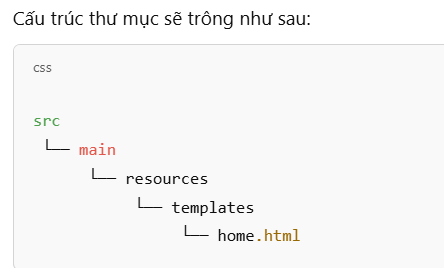 Cấu trúc thư mục sẽ trông như sau:
css
src
└── main
└── resources
└── templates
└── home.html